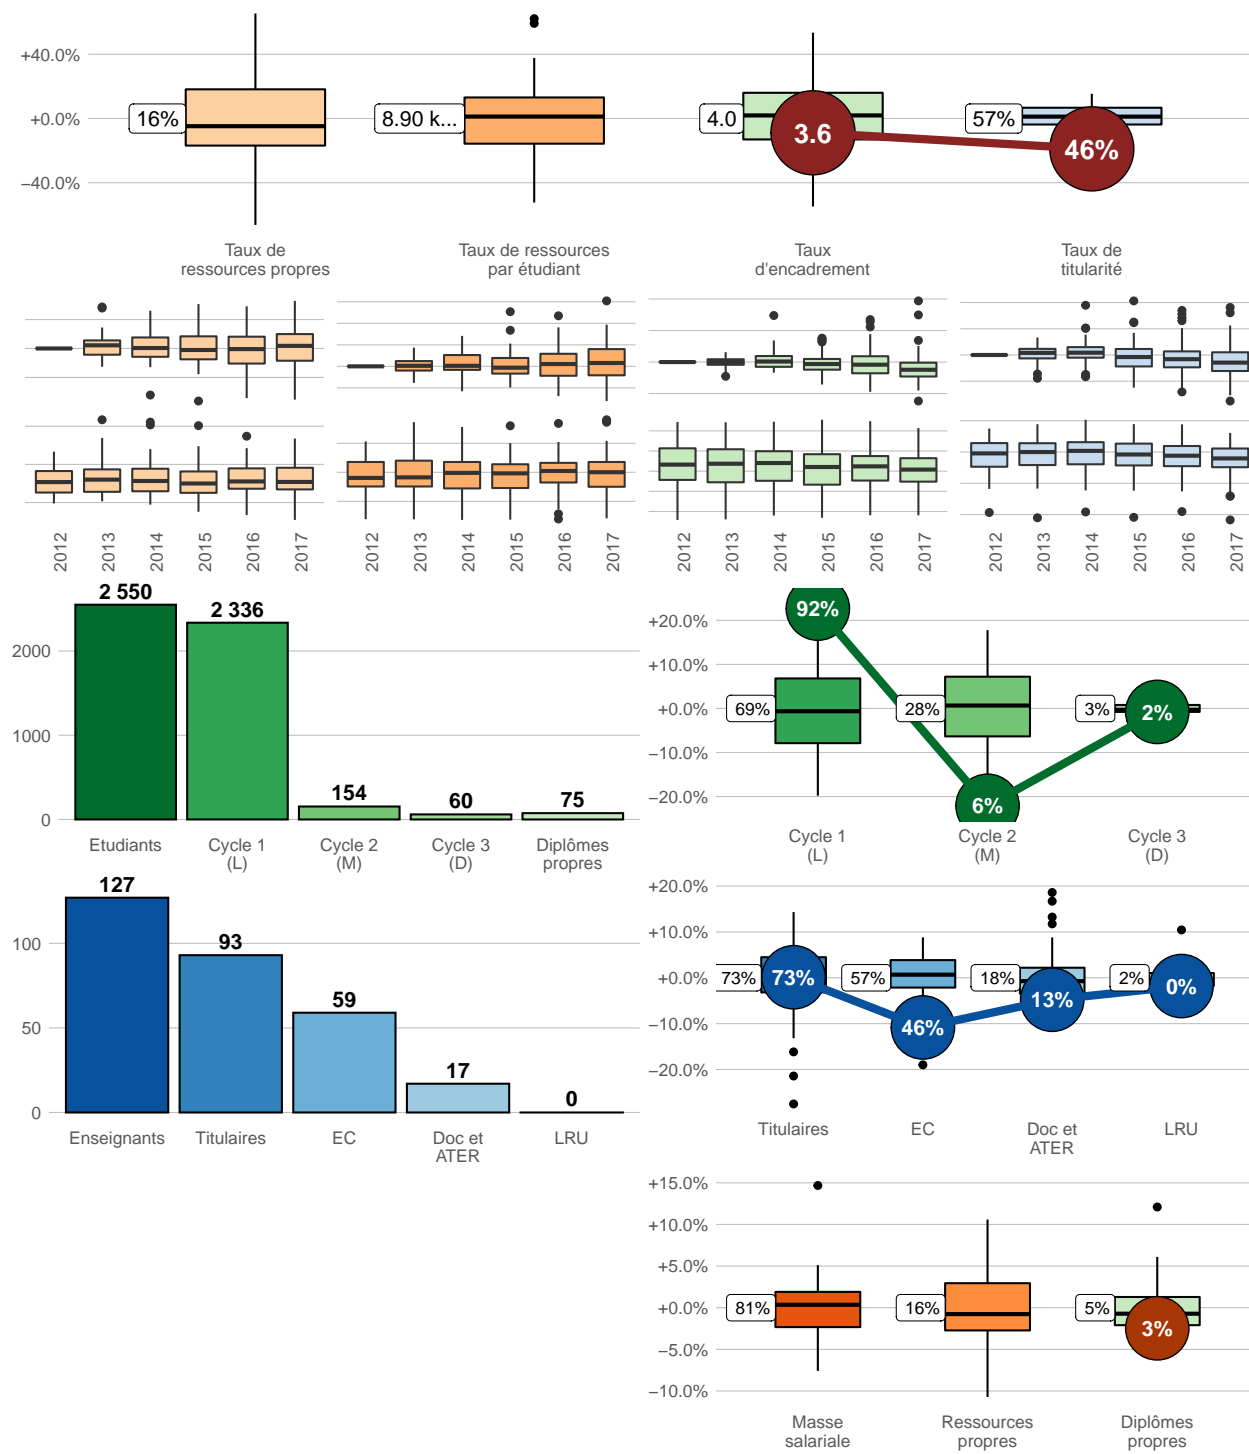 +40.0%
+0.0%
−40.0%
16%
8.90 k...
4.0
57%
3.6
46%
Taux de
ressources propres
Taux de ressources
par étudiant
Taux
d'encadrement
Taux de
titularité
2012
2013
2014
2015
2016
2017
2012
2013
2014
2015
2016
2017
2012
2013
2014
2015
2016
2017
2012
2013
2014
2015
2016
2017
2000
1000
0
2 550
2 336
154
60
75
Etudiants
Cycle 1
(L)
Cycle 2
(M)
Cycle 3
(D)
Diplômes
propres
+20.0%
+10.0%
+0.0%
−10.0%
−20.0%
69%
28%
3%
92%
6%
2%
Cycle 1
(L)
Cycle 2
(M)
Cycle 3
(D)
100
50
0
127
93
59
17
0
Enseignants
Titulaires
EC
Doc et
ATER
LRU
+20.0%
+10.0%
+0.0%
−10.0%
−20.0%
73%
57%
18%
2%
73%
46%
13%
0%
Titulaires
EC
Doc et
ATER
LRU
+15.0%
+10.0%
+5.0%
+0.0%
−5.0%
−10.0%
81%
16%
5%
3%
Masse
salariale
Ressources
propres
Diplômes
propres